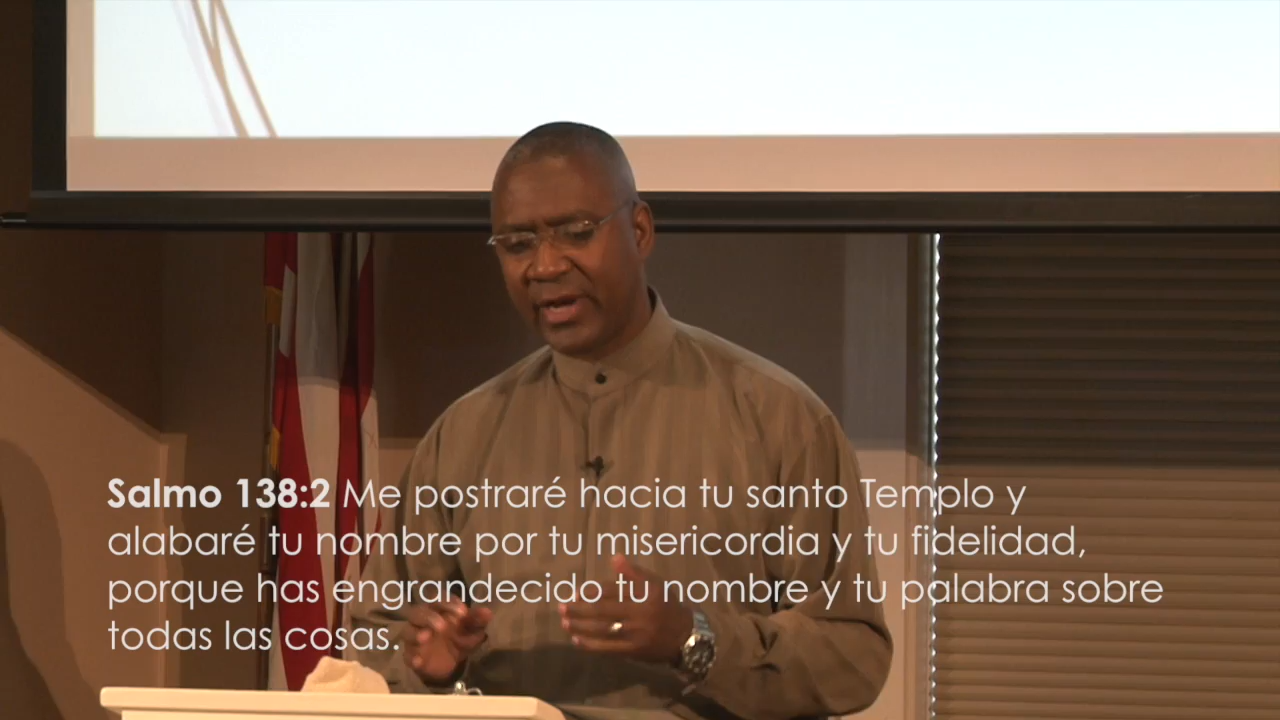 Salmo 138:2 Me postraré hacia tu santo Templo y
alabaré tu nombre por tu misericordia y tu fidelidad,
porque has engrandecido tu nombre y tu palabra sobre
todas las cosas.